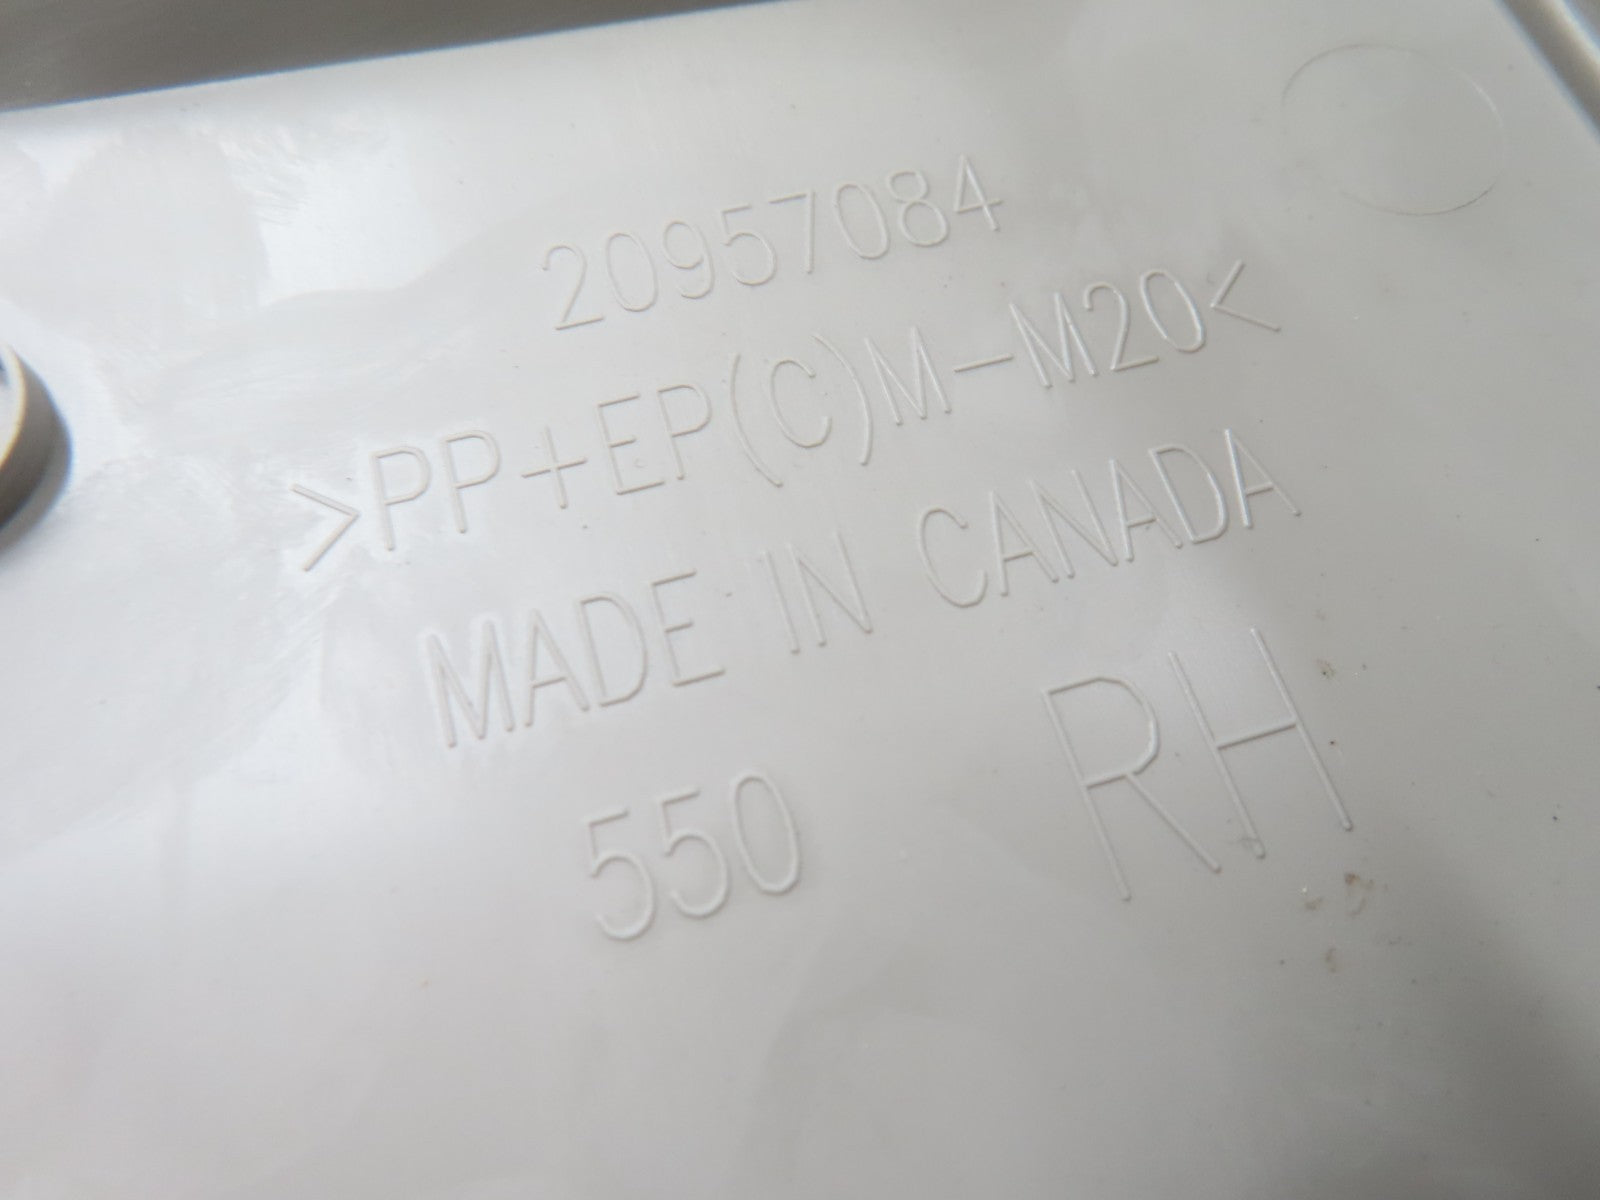 20957084
>PP+EP(C)M-M20<
MADE IN CANADA
550 RH